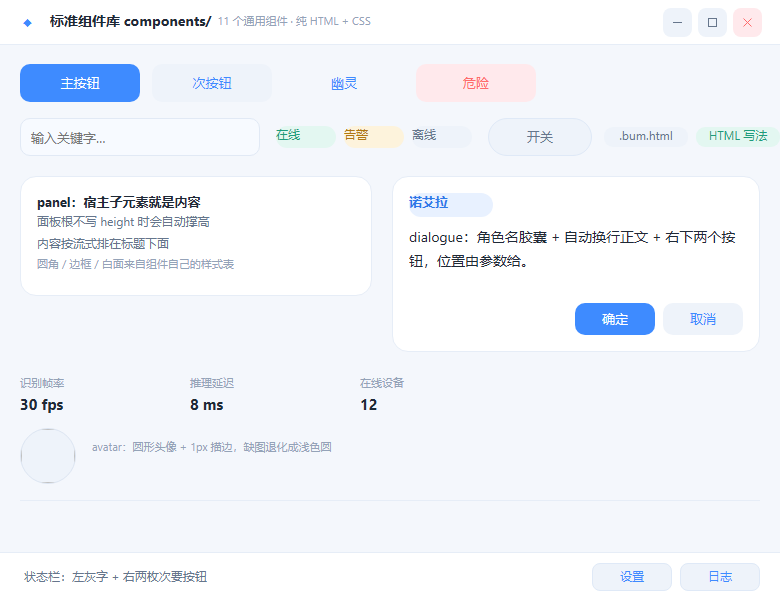 标准组件库 components/ 11 个通用组件 · 纯 HTML + CSS
主按钮 次按钮 幽灵 危险
输入关键字... 在线 告警 离线 开关 .bum.html HTML 写法
panel：宿主子元素就是内容
面板根不写 height 时会自动撑高
内容按流式排在标题下面
圆角 / 边框 / 白面来自组件自己的样式表
诺艾拉
dialogue：角色名胶囊 + 自动换行正文 + 右下两个按
钮，位置由参数给。
确定 取消
识别帧率 推理延迟 在线设备
30 fps 8 ms 12
avatar：圆形头像 + 1px 描边，缺图退化成浅色圆
状态栏：左灰字 + 右两枚次要按钮 设置 日志